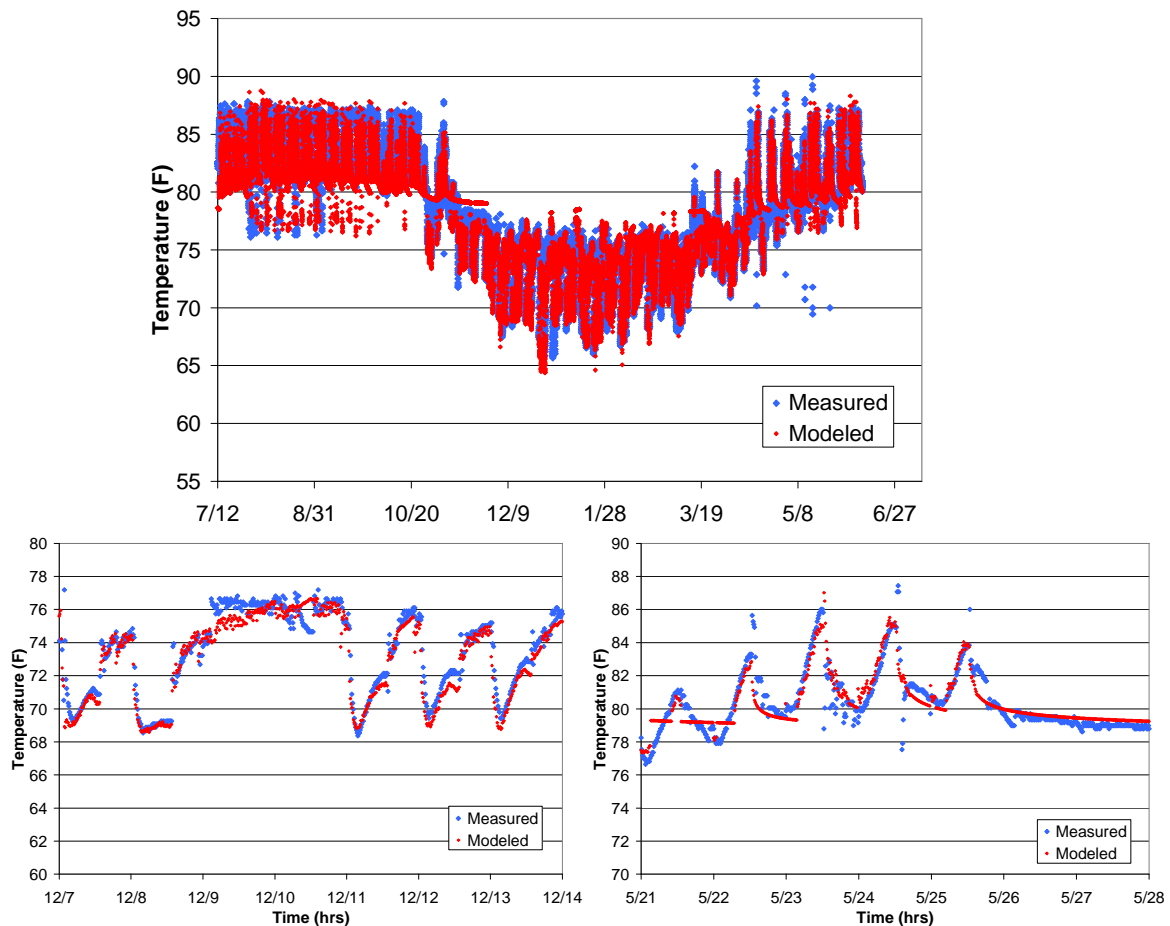 95
90
85
80
75
70
65
60
55
Temperature (F)
Measured
Modeled
7/12 8/31 10/20 12/9 1/28 3/19 5/8 6/27
80
78
76
74
72
70
68
66
64
62
60
Temperature (F)
Measured
Modeled
12/7 12/8 12/9 12/10 12/11 12/12 12/13 12/14
Time (hrs)
90
88
86
84
82
80
78
76
74
72
70
Temperature (F)
Measured
Modeled
5/21 5/22 5/23 5/24 5/25 5/26 5/27 5/28
Time (hrs)